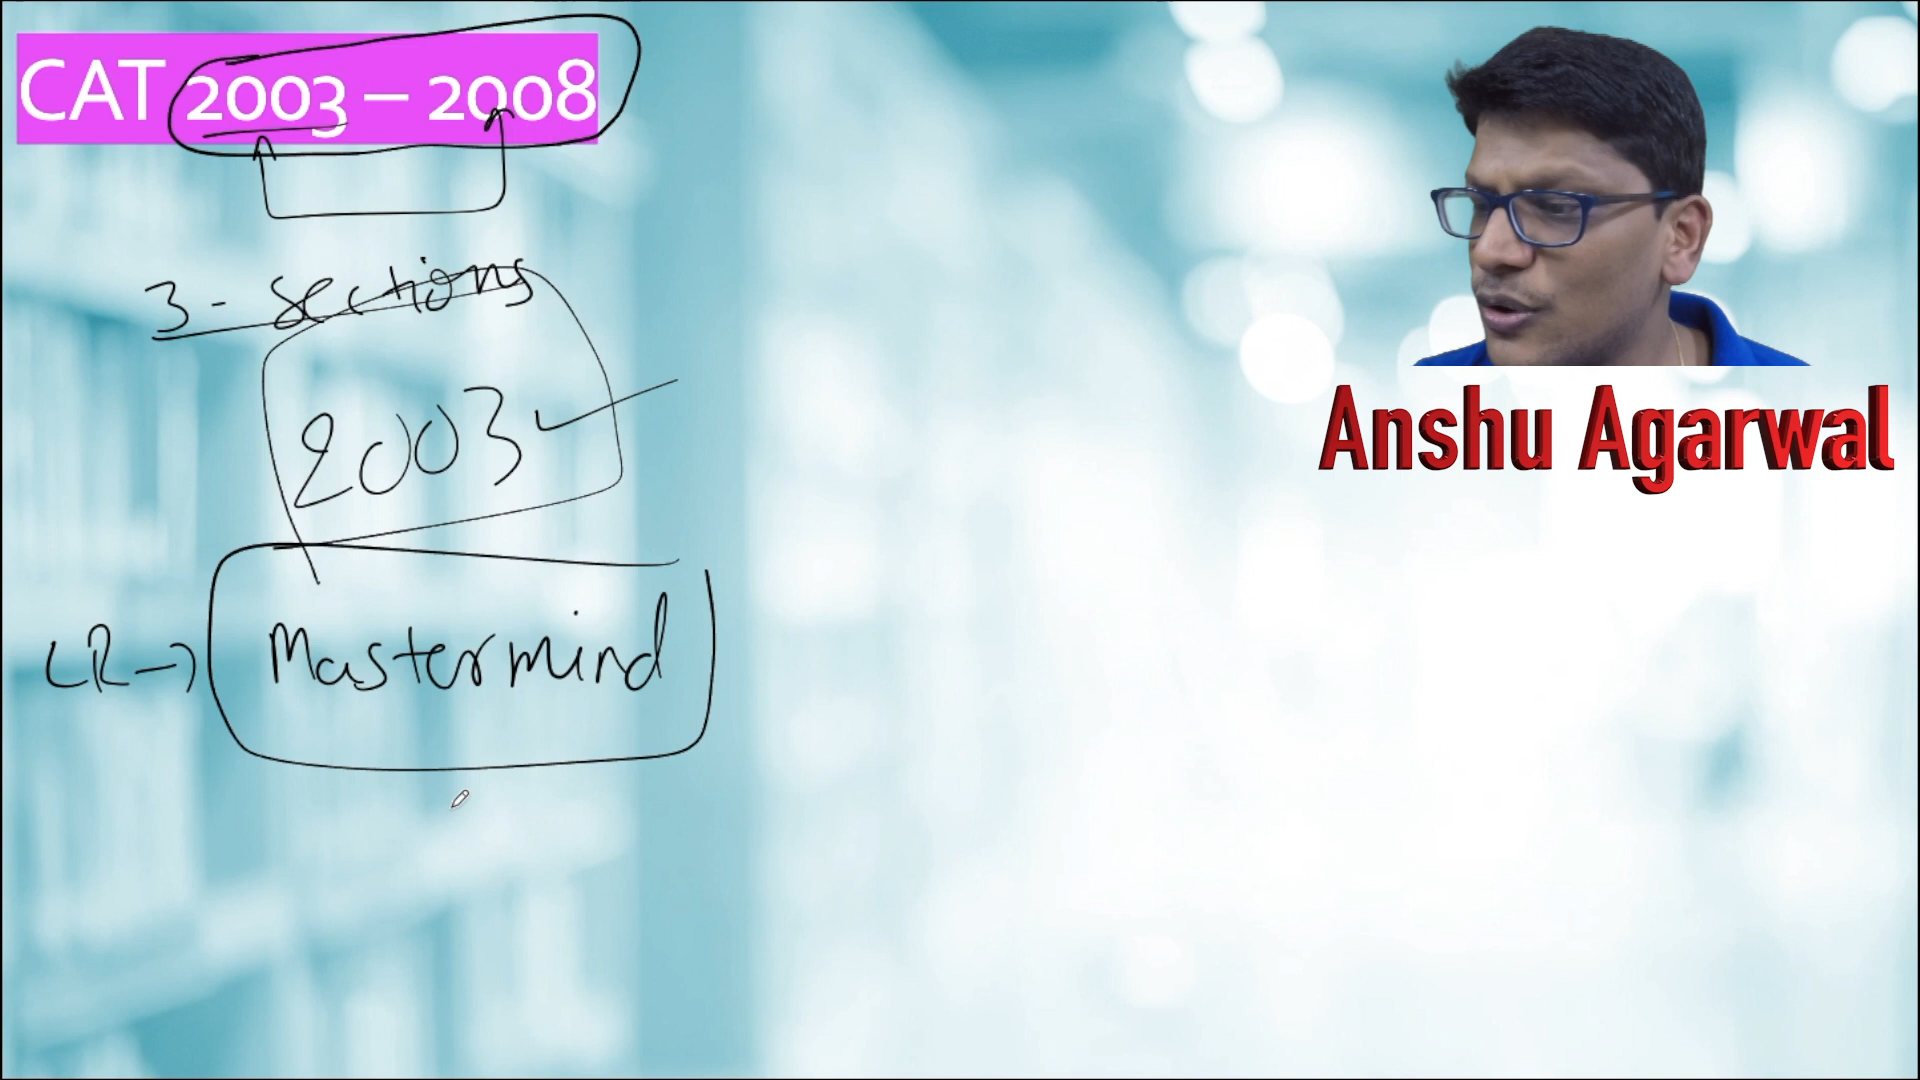 CAT 2003 – 2008
3 - sections
2003
LR → Mastermind
Anshu Agarwal